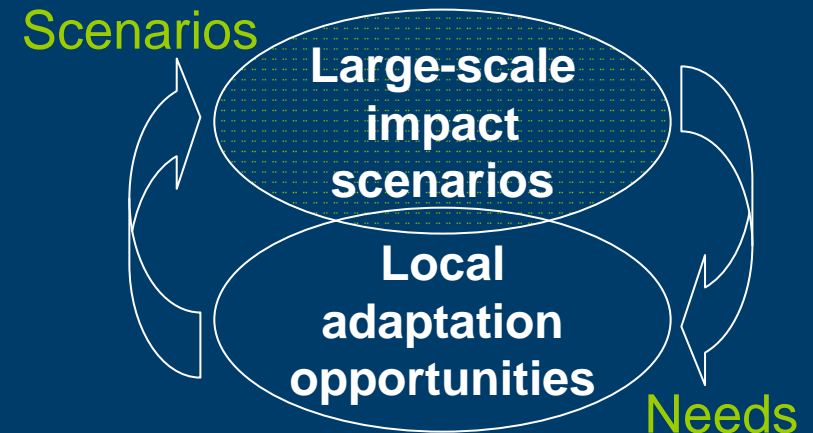 Scenarios
Large-scale
impact
scenarios
Local
adaptation
opportunities
Needs